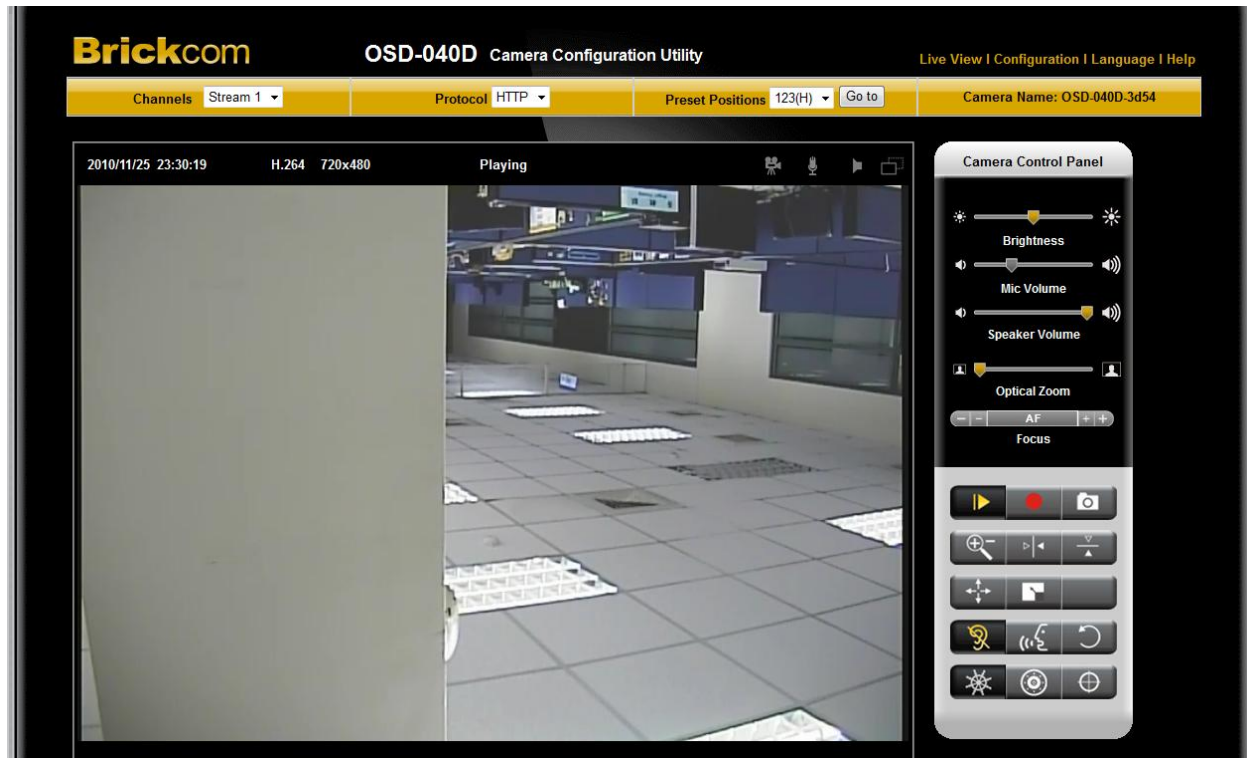 Brickcom
OSD-040D Camera Configuration Utility
Live View I Configuration I Language I Help
Channels Stream 1
Protocol HTTP
Preset Positions 123(H) Go to
Camera Name: OSD-040D-3d54
2010/11/25 23:30:19 H.264 720x480 Playing
Camera Control Panel
Brightness
Mic Volume
Speaker Volume
Optical Zoom
AF
Focus